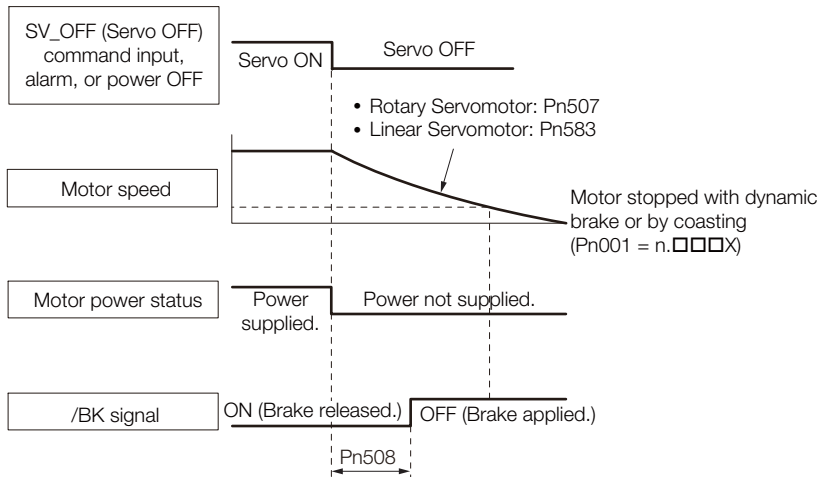 SV_OFF (Servo OFF)
command input,
alarm, or power OFF
Servo ON
Servo OFF
• Rotary Servomotor: Pn507
• Linear Servomotor: Pn583
Motor speed
Motor stopped with dynamic
brake or by coasting
(Pn001 = n.□□□X)
Motor power status
Power
supplied.
Power not supplied.
/BK signal
ON (Brake released.)
OFF (Brake applied.)
Pn508